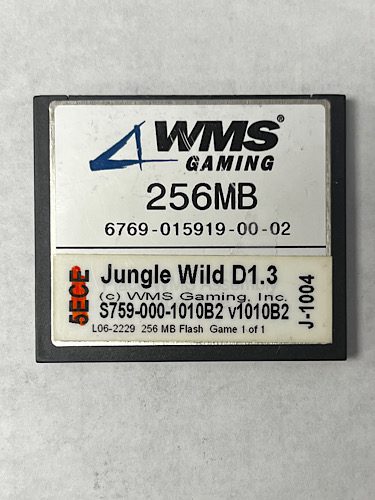 WMS®
GAMING
256MB
6769-015919-00-02
5ECE
Jungle Wild D1.3
(c) WMS Gaming, Inc.
S759-000-1010B2 v1010B2
L06-2229 256 MB Flash Game 1 of 1
J-1004